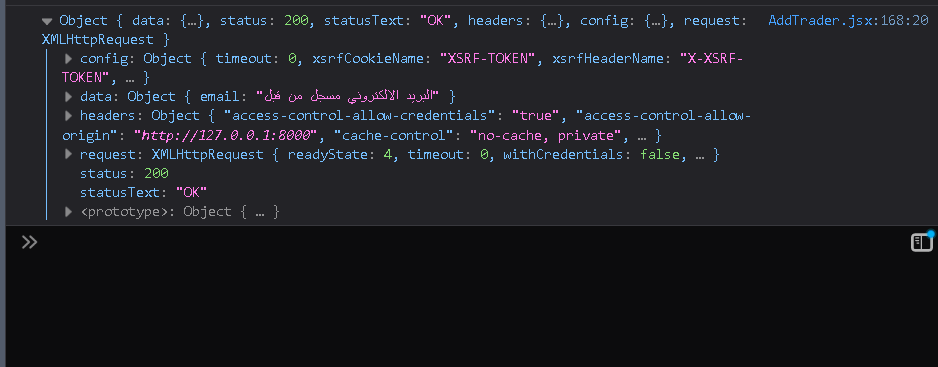 Object { data: {…}, status: 200, statusText: "OK", headers: {…}, config: {…}, request: AddTrader.jsx:168:20
XMLHttpRequest }
config: Object { timeout: 0, xsrfCookieName: "XSRF-TOKEN", xsrfHeaderName: "X-XSRF-
TOKEN", … }
data: Object { email: "البريد الالكتروني مسجل من قبل" }
headers: Object { "access-control-allow-credentials": "true", "access-control-allow-
origin": "http://127.0.0.1:8000", "cache-control": "no-cache, private", … }
request: XMLHttpRequest { readyState: 4, timeout: 0, withCredentials: false, … }
status: 200
statusText: "OK"
<prototype>: Object { … }